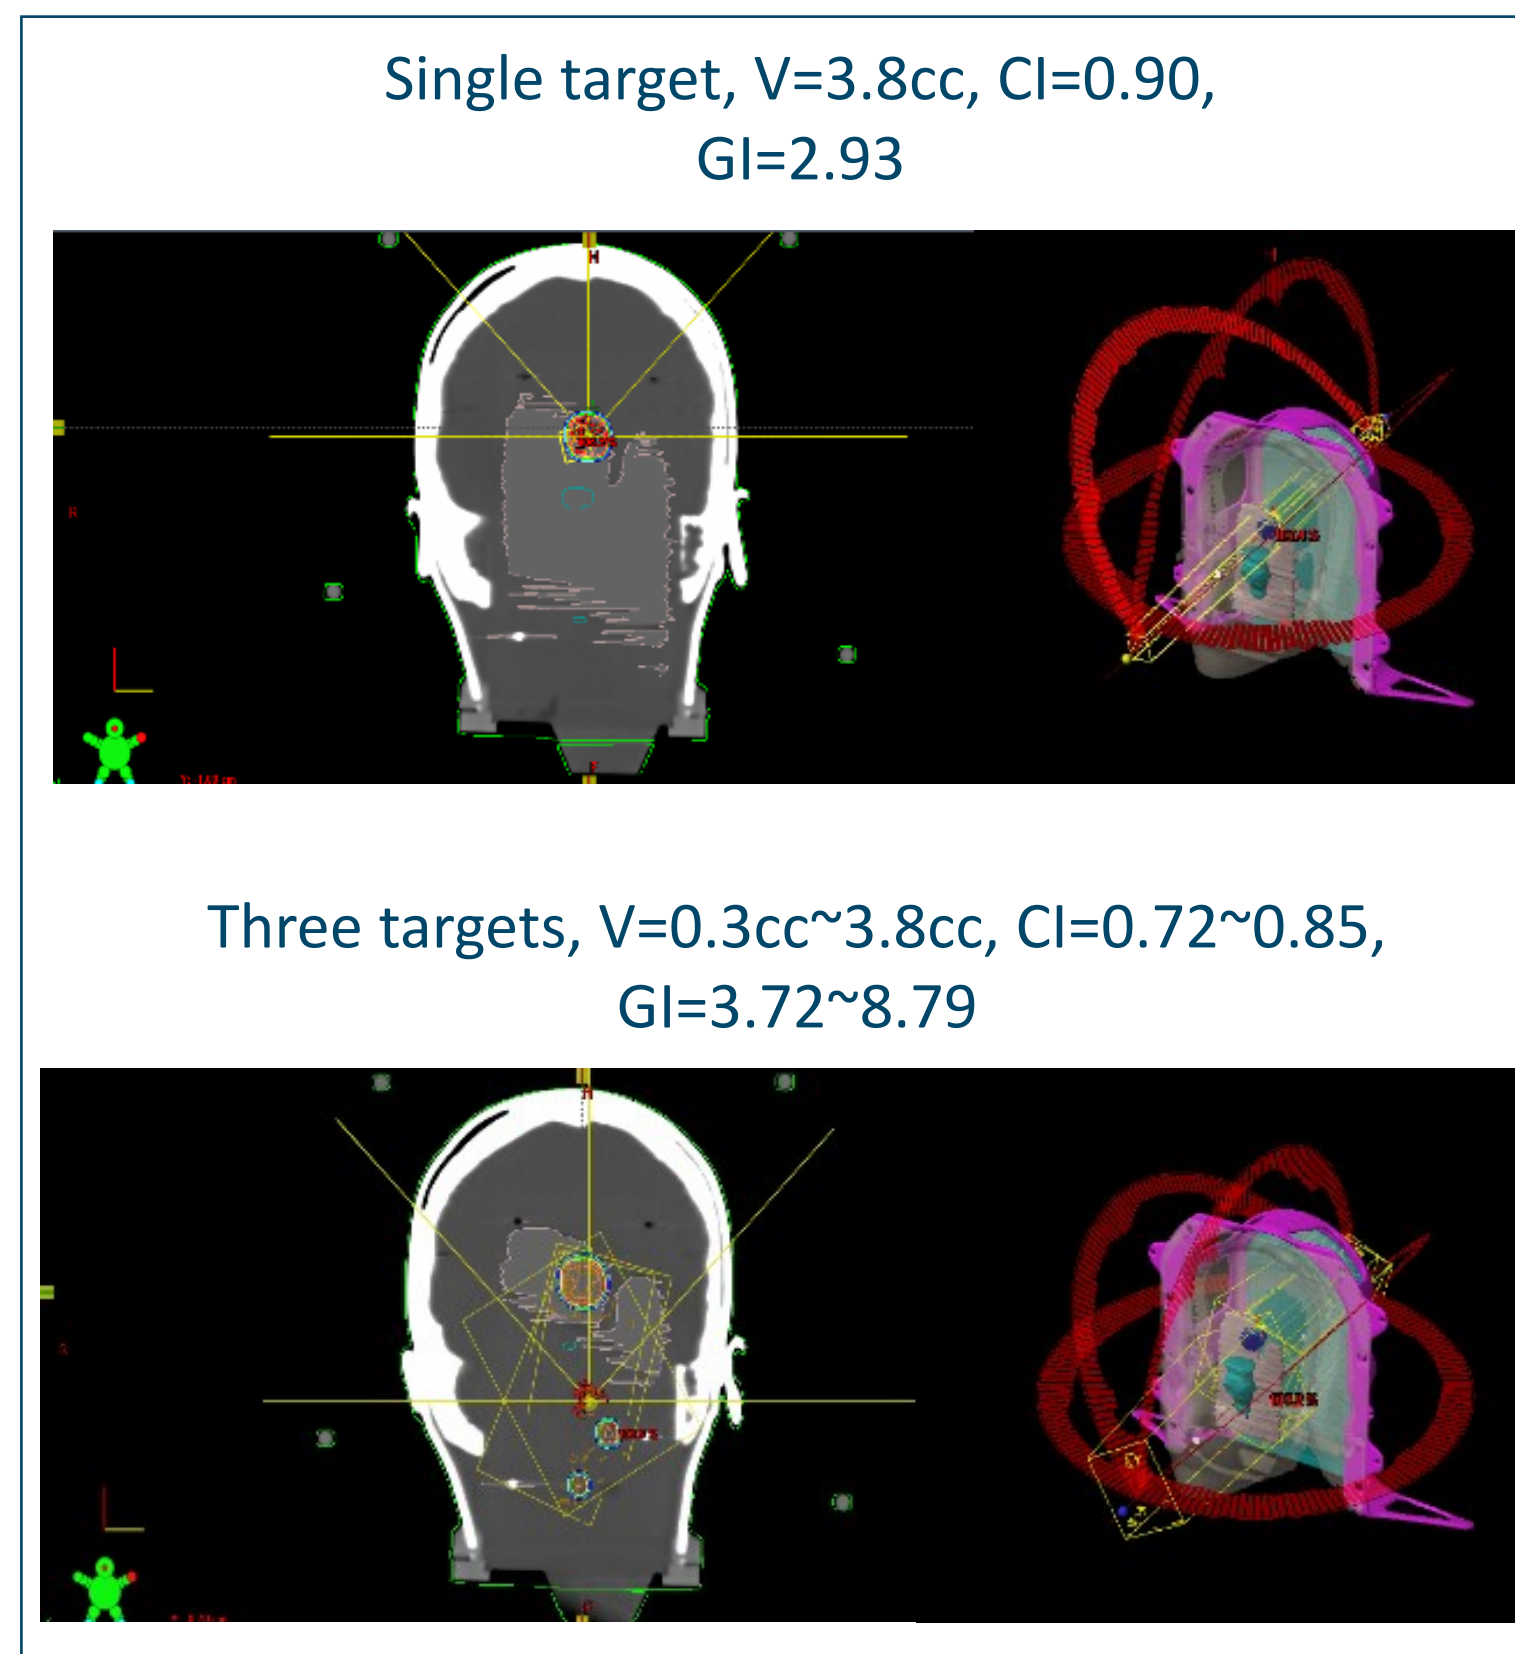 Single target, V=3.8cc, CI=0.90,
GI=2.93
H
R
F
Three targets, V=0.3cc~3.8cc, CI=0.72~0.85,
GI=3.72~8.79
H
R